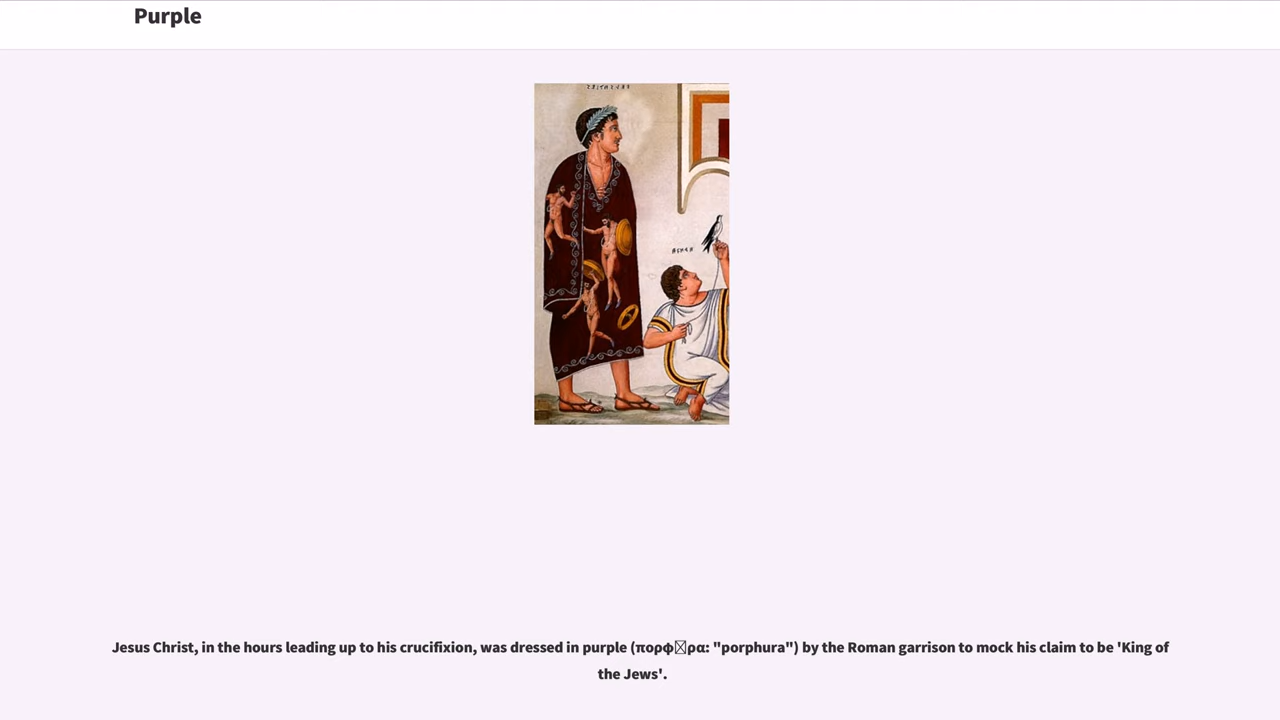 Purple
Jesus Christ, in the hours leading up to his crucifixion, was dressed in purple (πορφ□ρα: "porphura") by the Roman garrison to mock his claim to be 'King of
the Jews'.